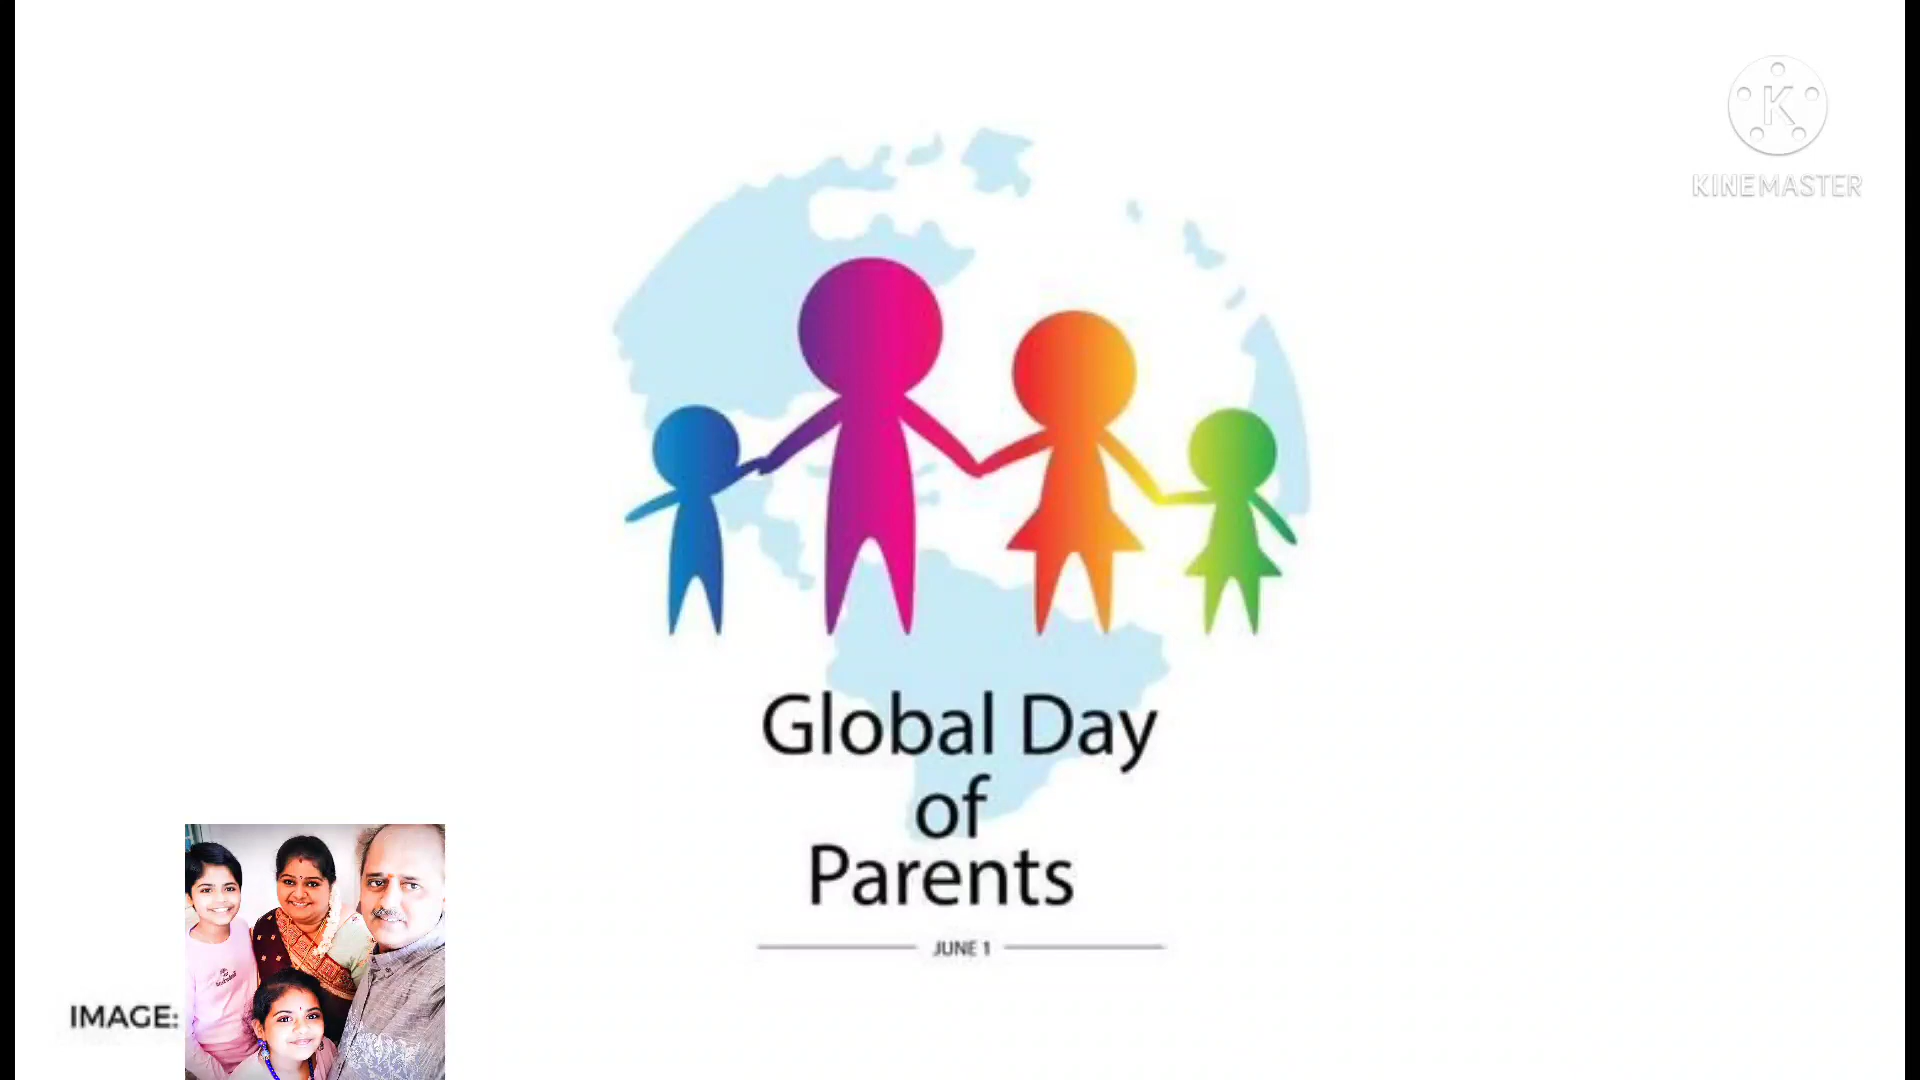 K
KINEMASTER
Global Day
of
Parents
JUNE 1
IMAGE: